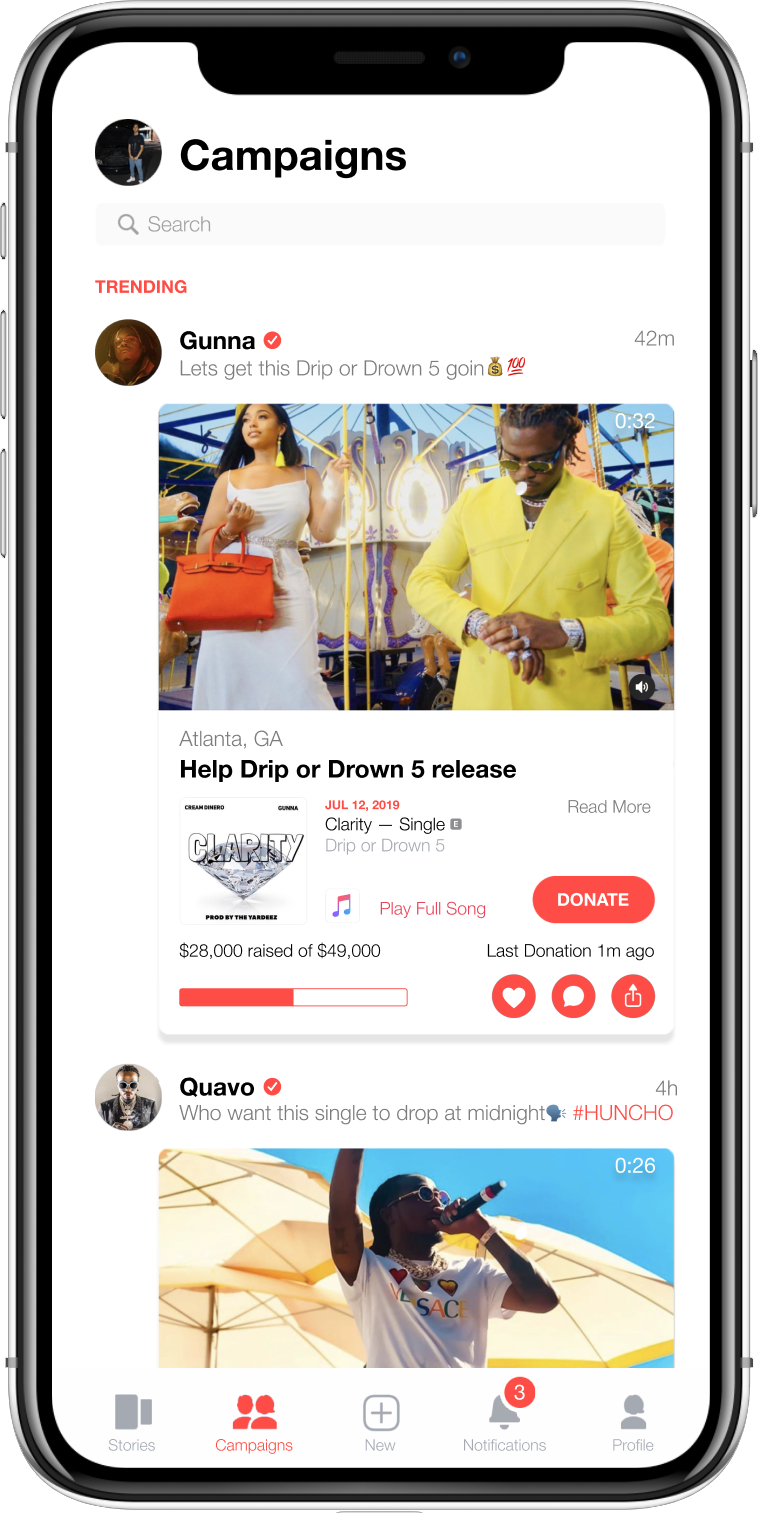 Campaigns
Search
TRENDING
Gunna
42m
Lets get this Drip or Drown 5 goin💰💯
0:32
Atlanta, GA
Help Drip or Drown 5 release
CREAM DINERO GUNNA
CLARITY
PROD BY THE YARDEEZ
JUL 12, 2019
Read More
Clarity — Single E
Drip or Drown 5
Play Full Song
DONATE
$28,000 raised of $49,000
Last Donation 1m ago
Quavo
4h
Who want this single to drop at midnight🗣 #HUNCHO
0:26
VERSACE
3
Stories
Campaigns
New
Notifications
Profile